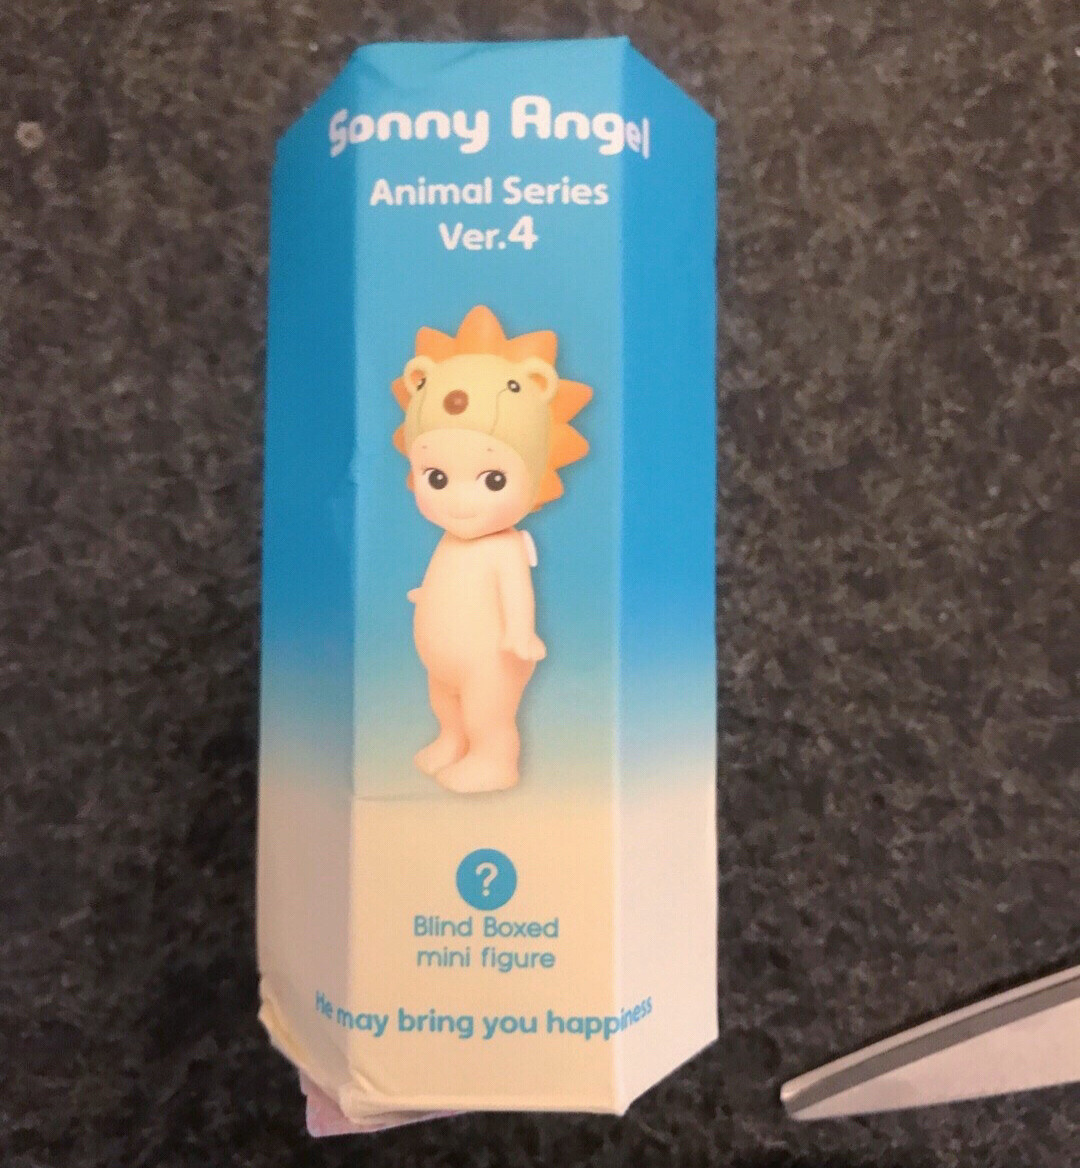 Sonny Angel
Animal Series
Ver.4
?
Blind Boxed
mini figure
He may bring you happiness